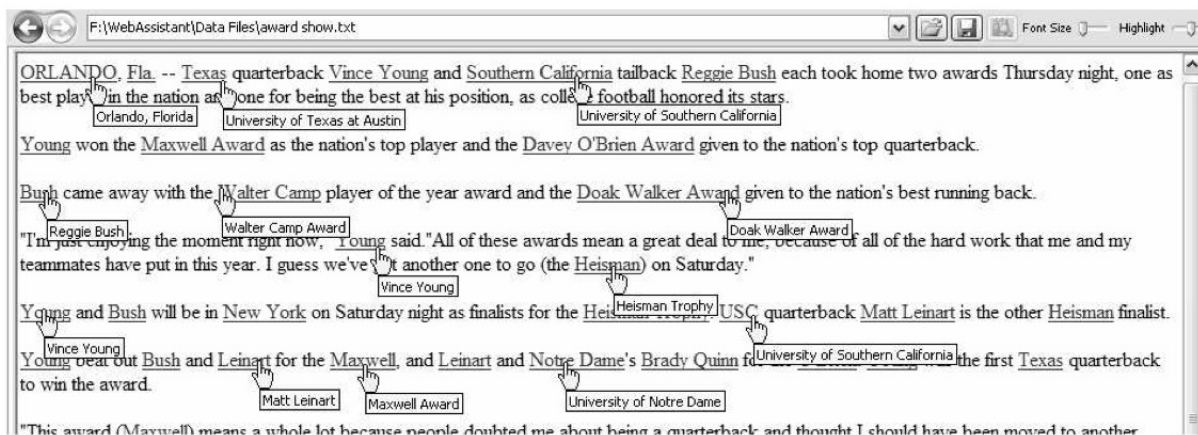 F:\WebAssistant\Data Files\award show.txt Font Size Highlight
ORLANDO, Fla. -- Texas quarterback Vince Young and Southern California tailback Reggie Bush each took home two awards Thursday night, one as
best play in the nation an one for being the best at his position, as colle football honored its stars.
Orlando, Florida University of Texas at Austin University of Southern California
Young won the Maxwell Award as the nation's top player and the Davey O'Brien Award given to the nation's top quarterback.
Bush came away with the Walter Camp player of the year award and the Doak Walker Award given to the nation's best running back.
Reggie Bush Walter Camp Award Doak Walker Award
"I'm just enjoying the moment right now," Young said."All of these awards mean a great deal to me, because of all of the hard work that me and my
teammates have put in this year. I guess we've another one to go (the Heisman) on Saturday."
Vince Young Heisman Trophy
Young and Bush will be in New York on Saturday night as finalists for the Heisman Trophy. USC quarterback Matt Leinart is the other Heisman finalist.
Vince Young University of Southern California
Young beat out Bush and Leinart for the Maxwell, and Leinart and Notre Dame's Brady Quinn for the first Texas quarterback
to win the award.
Matt Leinart Maxwell Award University of Notre Dame
"This award (Maxwell) means a whole lot because people doubted me about being a quarterback and thought I should have been moved to another